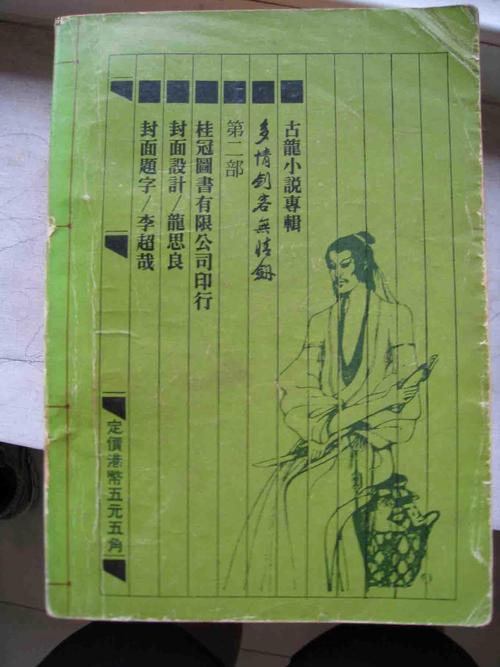 古龍小説專輯
多情劍客無情劍
第二部
桂冠圖書有限公司印行
封面設計／龍思良
封面題字／李超哉
定價港幣五元五角